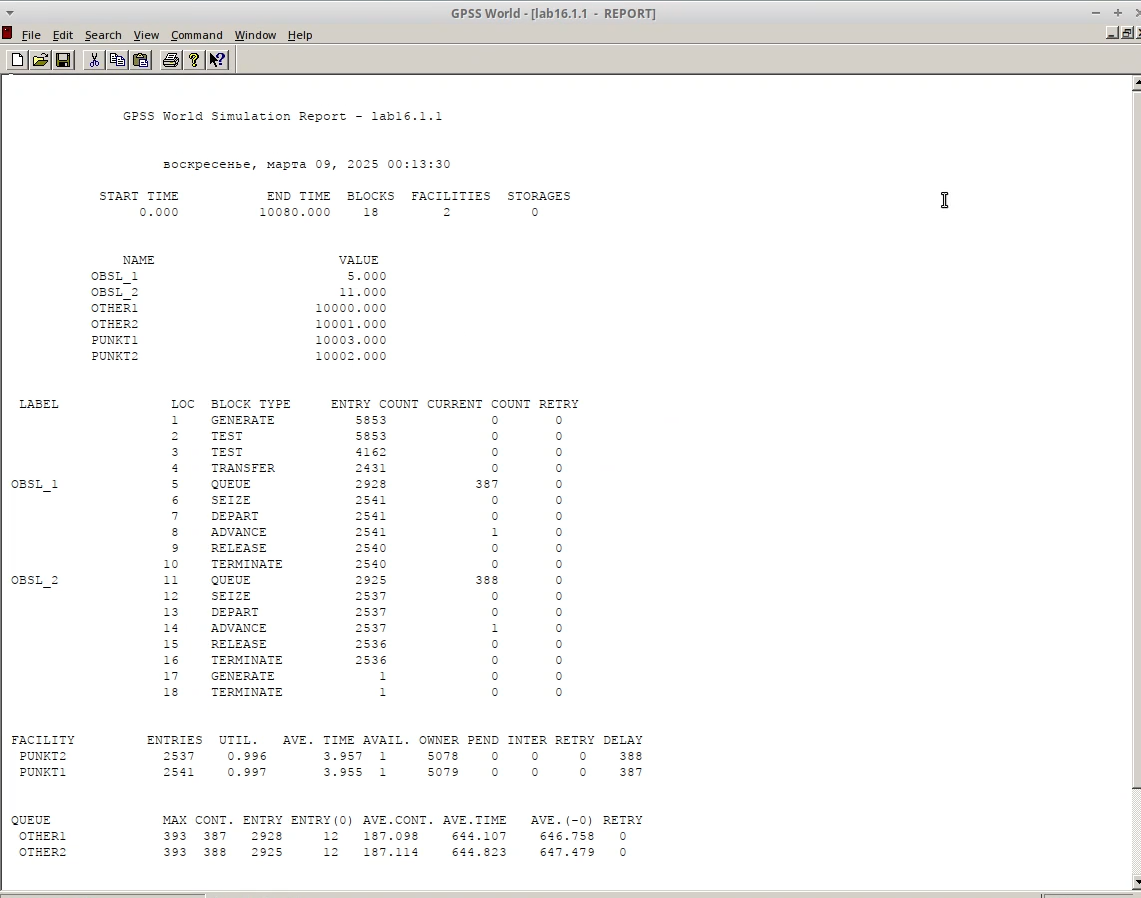 GPSS World - [lab16.1.1 - REPORT]
File Edit Search View Command Window Help
GPSS World Simulation Report - lab16.1.1
воскресенье, марта 09, 2025 00:13:30
START TIME END TIME BLOCKS FACILITIES STORAGES
0.000 10080.000 18 2 0
NAME VALUE
OBSL_1 5.000
OBSL_2 11.000
OTHER1 10000.000
OTHER2 10001.000
PUNKT1 10003.000
PUNKT2 10002.000
LABEL LOC BLOCK TYPE ENTRY COUNT CURRENT COUNT RETRY
1 GENERATE 5853 0 0
2 TEST 5853 0 0
3 TEST 4162 0 0
4 TRANSFER 2431 0 0
OBSL_1 5 QUEUE 2928 387 0
6 SEIZE 2541 0 0
7 DEPART 2541 0 0
8 ADVANCE 2541 1 0
9 RELEASE 2540 0 0
10 TERMINATE 2540 0 0
OBSL_2 11 QUEUE 2925 388 0
12 SEIZE 2537 0 0
13 DEPART 2537 0 0
14 ADVANCE 2537 1 0
15 RELEASE 2536 0 0
16 TERMINATE 2536 0 0
17 GENERATE 1 0 0
18 TERMINATE 1 0 0
FACILITY ENTRIES UTIL. AVE. TIME AVAIL. OWNER PEND INTER RETRY DELAY
PUNKT2 2537 0.996 3.957 1 5078 0 0 0 388
PUNKT1 2541 0.997 3.955 1 5079 0 0 0 387
QUEUE MAX CONT. ENTRY ENTRY(0) AVE.CONT. AVE.TIME AVE.(-0) RETRY
OTHER1 393 387 2928 12 187.098 644.107 646.758 0
OTHER2 393 388 2925 12 187.114 644.823 647.479 0